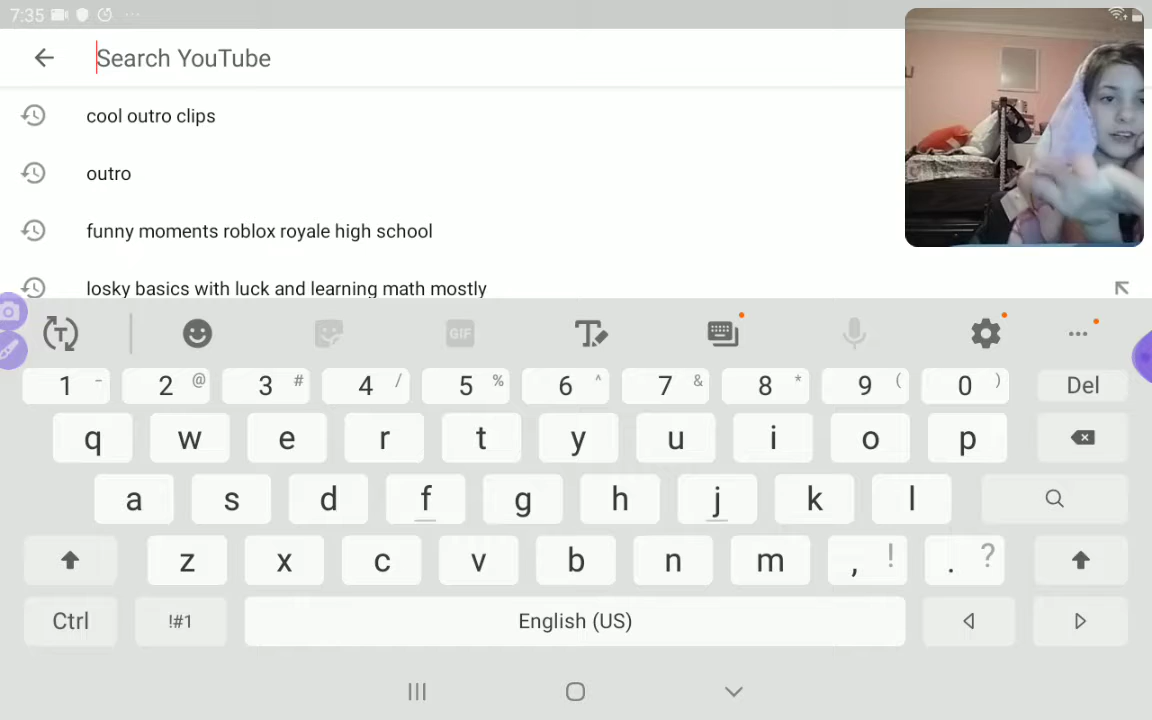 7:35
Search YouTube
cool outro clips
outro
funny moments roblox royale high school
losky basics with luck and learning math mostly
T GIF T
1 - 2 @ 3 # 4 / 5 % 6 ^ 7 & 8 * 9 ( 0 ) Del
q w e r t y u i o p
a s d f g h j k l
z x c v b n m , ! . ?
Ctrl !#1 English (US)